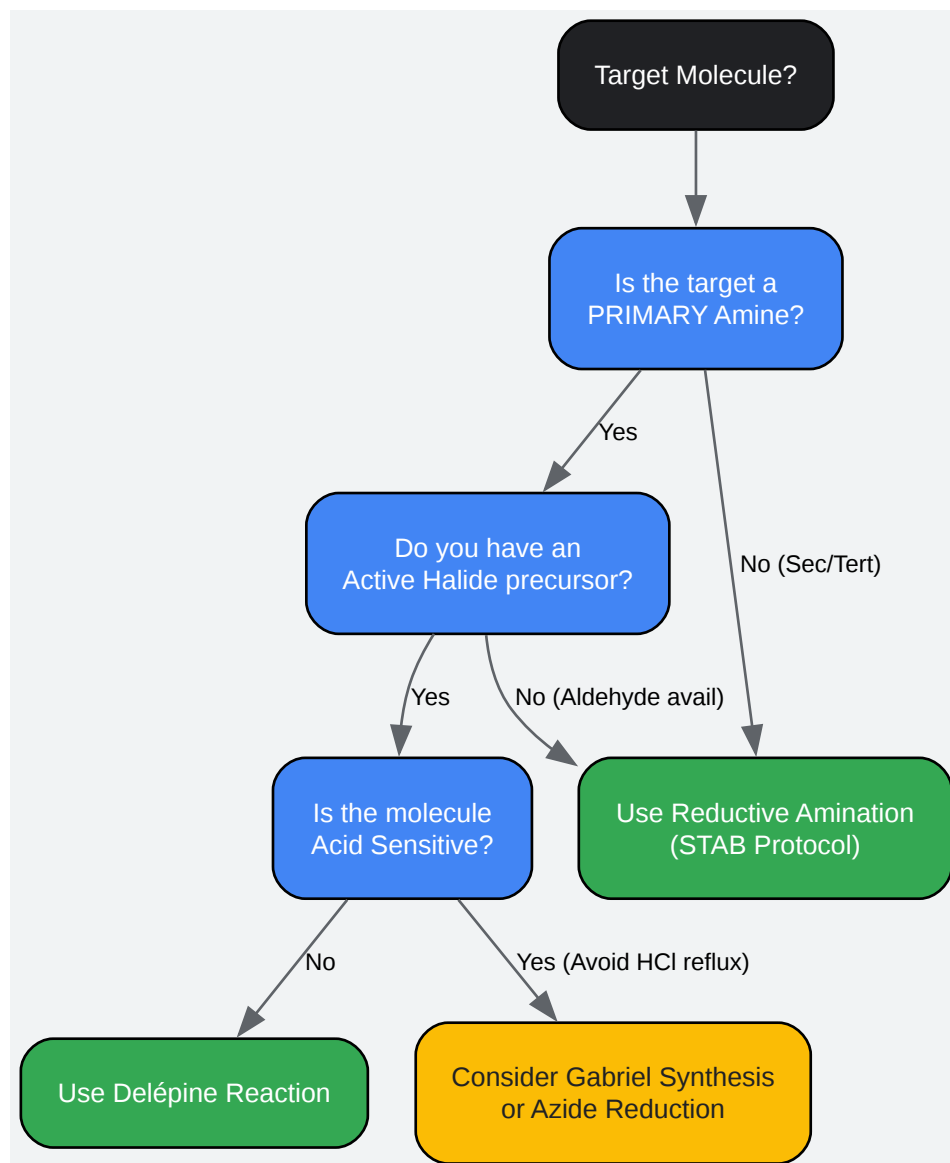 Target Molecule?
Is the target a
PRIMARY Amine?
Yes
Do you have an
Active Halide precursor?
No (Sec/Tert)
Yes
No (Aldehyde avail)
Is the molecule
Acid Sensitive?
Use Reductive Amination
(STAB Protocol)
No
Yes (Avoid HCl reflux)
Use Delépine Reaction
Consider Gabriel Synthesis
or Azide Reduction